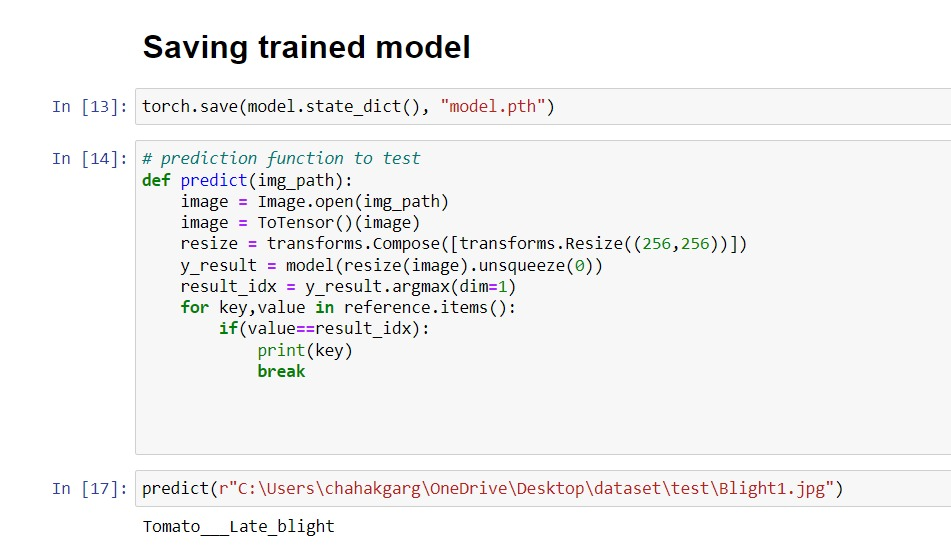 Saving trained model
In [13]: torch.save(model.state_dict(), "model.pth")
In [14]: # prediction function to test
def predict(img_path):
    image = Image.open(img_path)
    image = ToTensor()(image)
    resize = transforms.Compose([transforms.Resize((256,256))])
    y_result = model(resize(image).unsqueeze(0))
    result_idx = y_result.argmax(dim=1)
    for key,value in reference.items():
        if(value==result_idx):
            print(key)
            break
In [17]: predict(r"C:\Users\chahakgarg\OneDrive\Desktop\dataset\test\Blight1.jpg")
Tomato___Late_blight